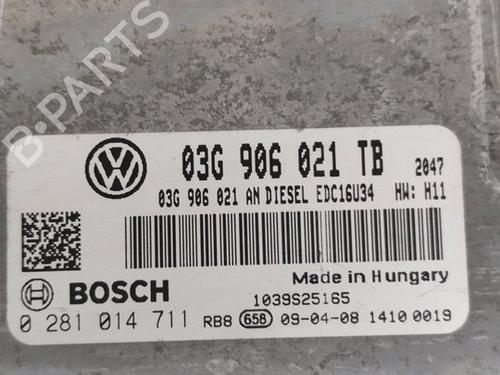 B-PARTS
03G 906 021 TB 2047
03G 906 021 AN DIESEL EDC16U34 HW: H11
Made in Hungary
BOSCH 1039S25165
0 281 014 711 RB8 65B 09-04-08 1410 0019